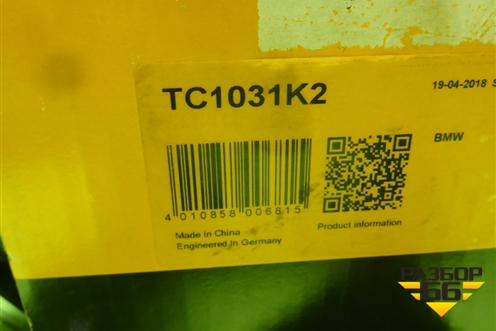 TC1031K2
19-04-2018 S
BMW
4 010858 006815
Product information
Made in China
Engineered in Germany
РАЗБОР
66